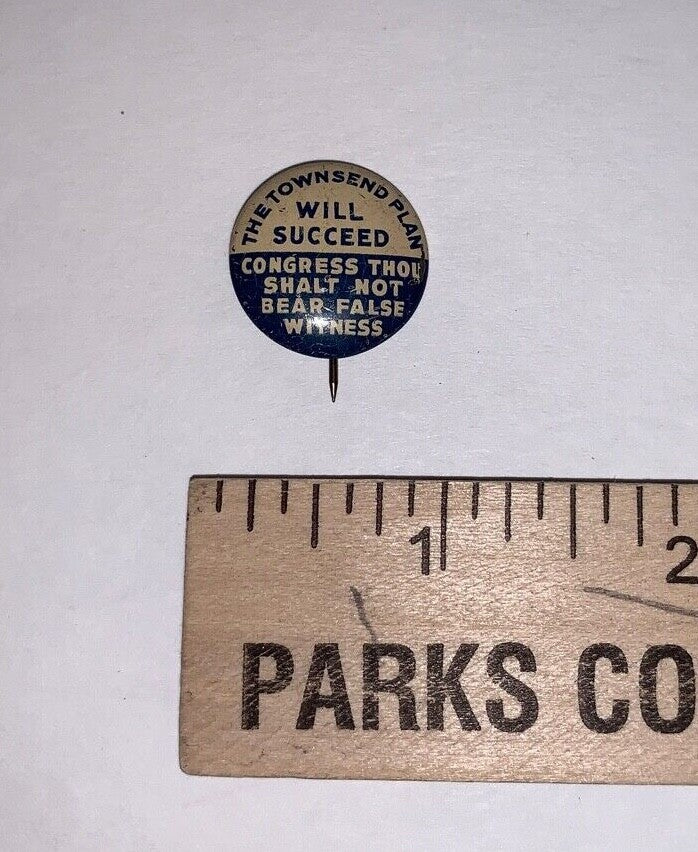 THE TOWNSEND PLAN
WILL
SUCCEED
CONGRESS THOU
SHALT NOT
BEAR FALSE
WITNESS
1
2
PARKS CO